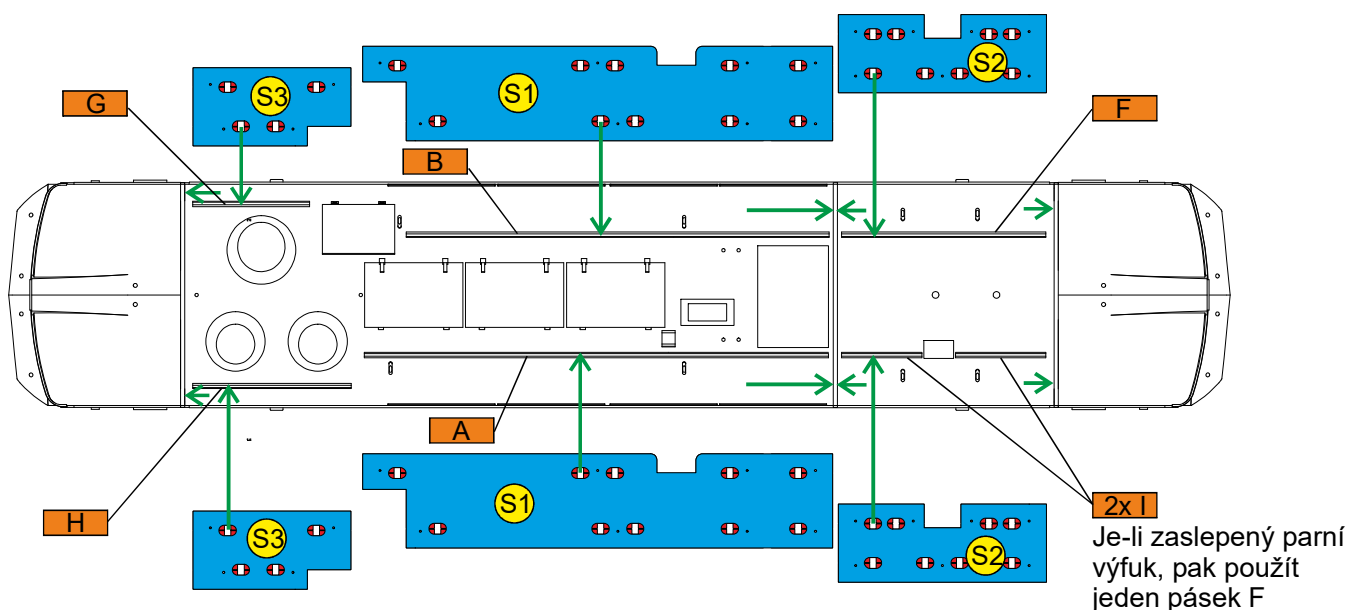 S2
S1
S3
G
F
B
A
H
S1
S3
S2
2x I
Je-li zaslepený parní
výfuk, pak použít
jeden pásek F